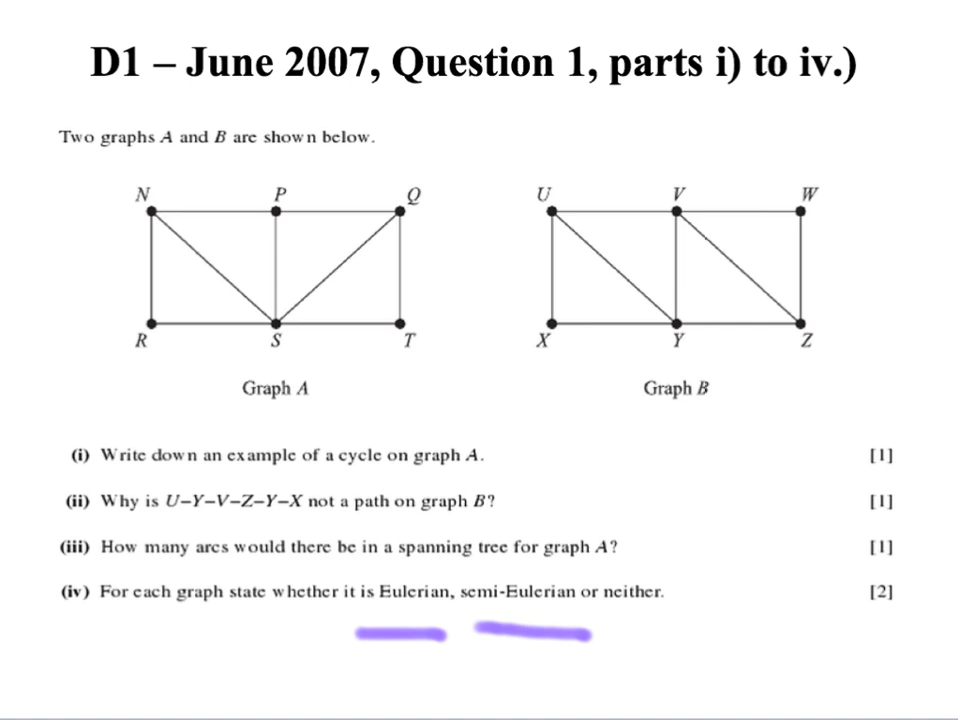 D1 – June 2007, Question 1, parts i) to iv.)
Two graphs A and B are shown below.
N P Q U V W
R S T X Y Z
Graph A Graph B
(i) Write down an example of a cycle on graph A. [1]
(ii) Why is U–Y–V–Z–Y–X not a path on graph B? [1]
(iii) How many arcs would there be in a spanning tree for graph A? [1]
(iv) For each graph state whether it is Eulerian, semi-Eulerian or neither. [2]